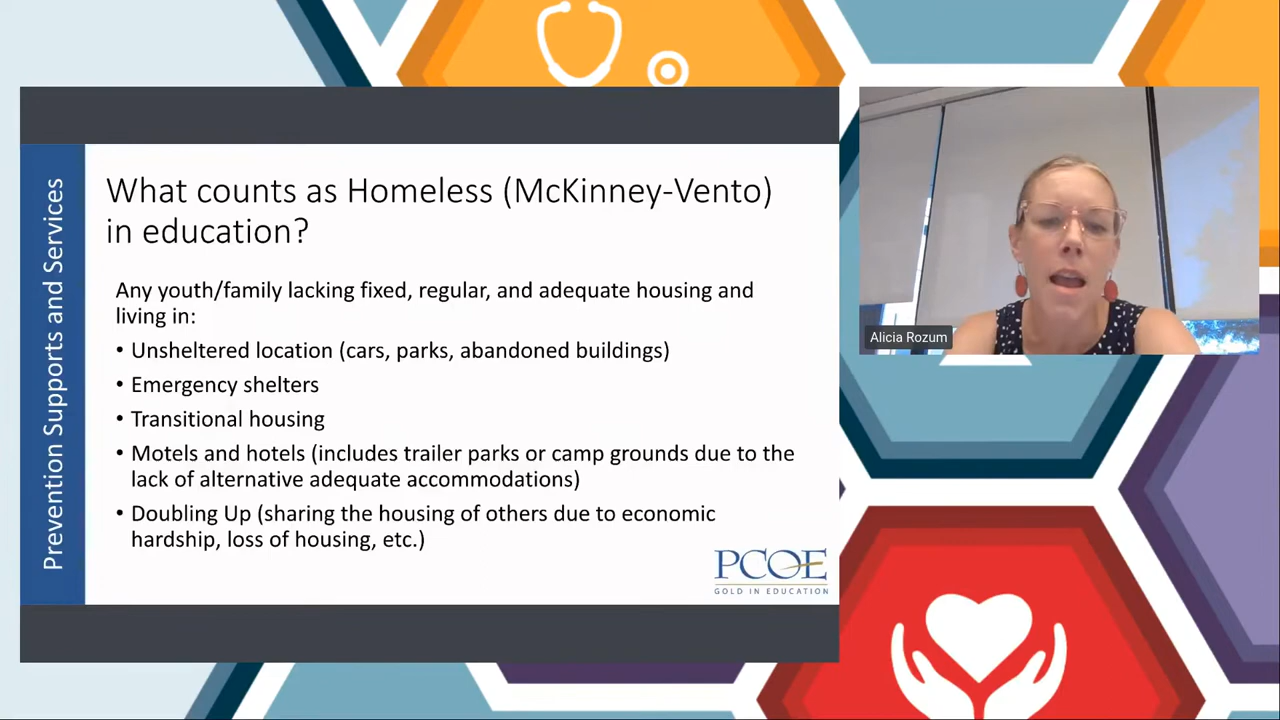 Prevention Supports and Services
What counts as Homeless (McKinney-Vento)
in education?
Any youth/family lacking fixed, regular, and adequate housing and
living in:
• Unsheltered location (cars, parks, abandoned buildings)
• Emergency shelters
• Transitional housing
• Motels and hotels (includes trailer parks or camp grounds due to the
lack of alternative adequate accommodations)
• Doubling Up (sharing the housing of others due to economic
hardship, loss of housing, etc.)
PCOE
GOLD IN EDUCATION
Alicia Rozum